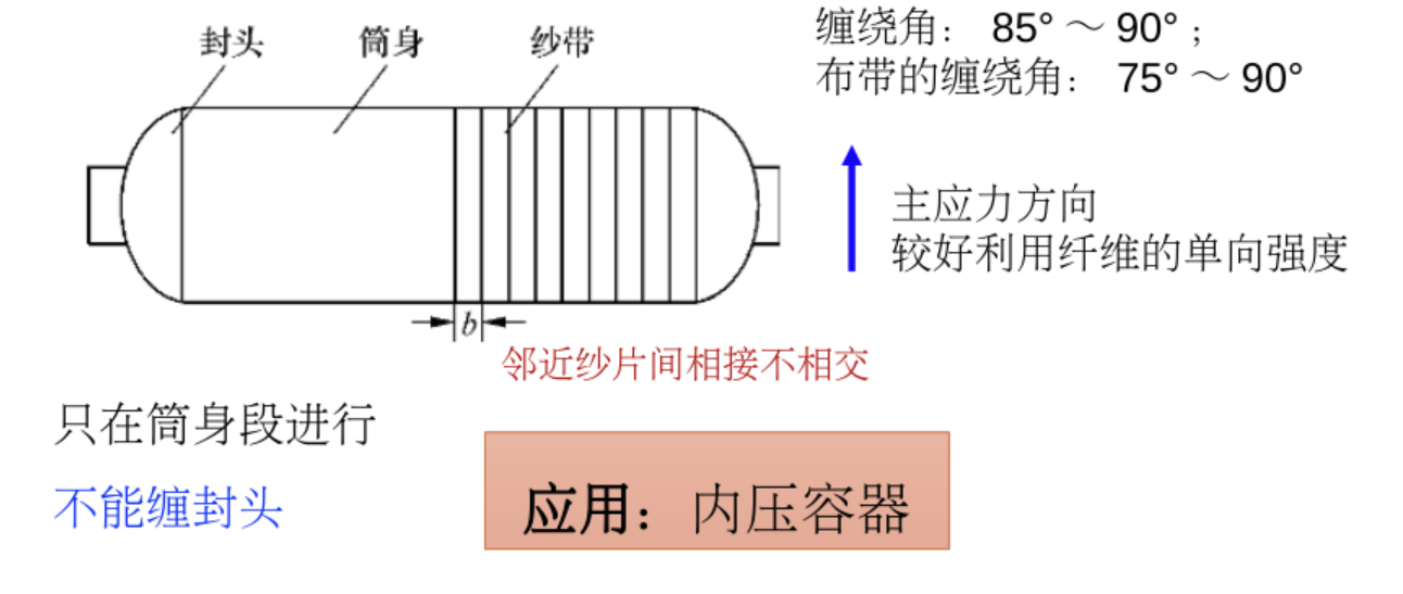 封头
筒身
纱带
缠绕角： 85° ～ 90° ；
布带的缠绕角： 75° ～ 90°
主应力方向
较好利用纤维的单向强度
b
邻近纱片间相接不相交
只在筒身段进行
不能缠封头
应用： 内压容器